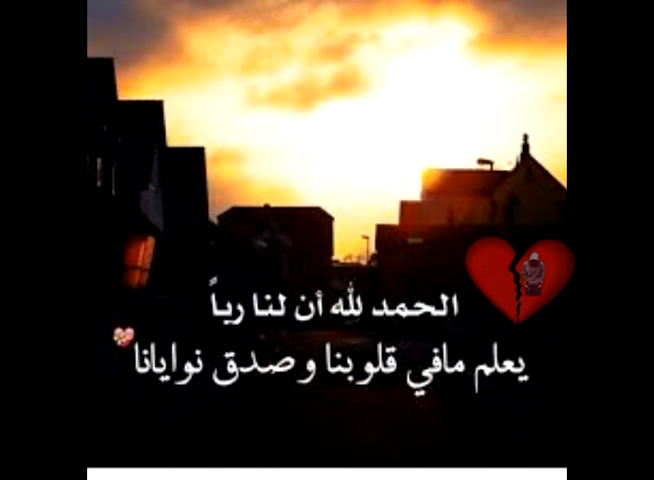 الحمد لله أن لنا رباً
يعلم مافي قلوبنا وصدق نوايانا